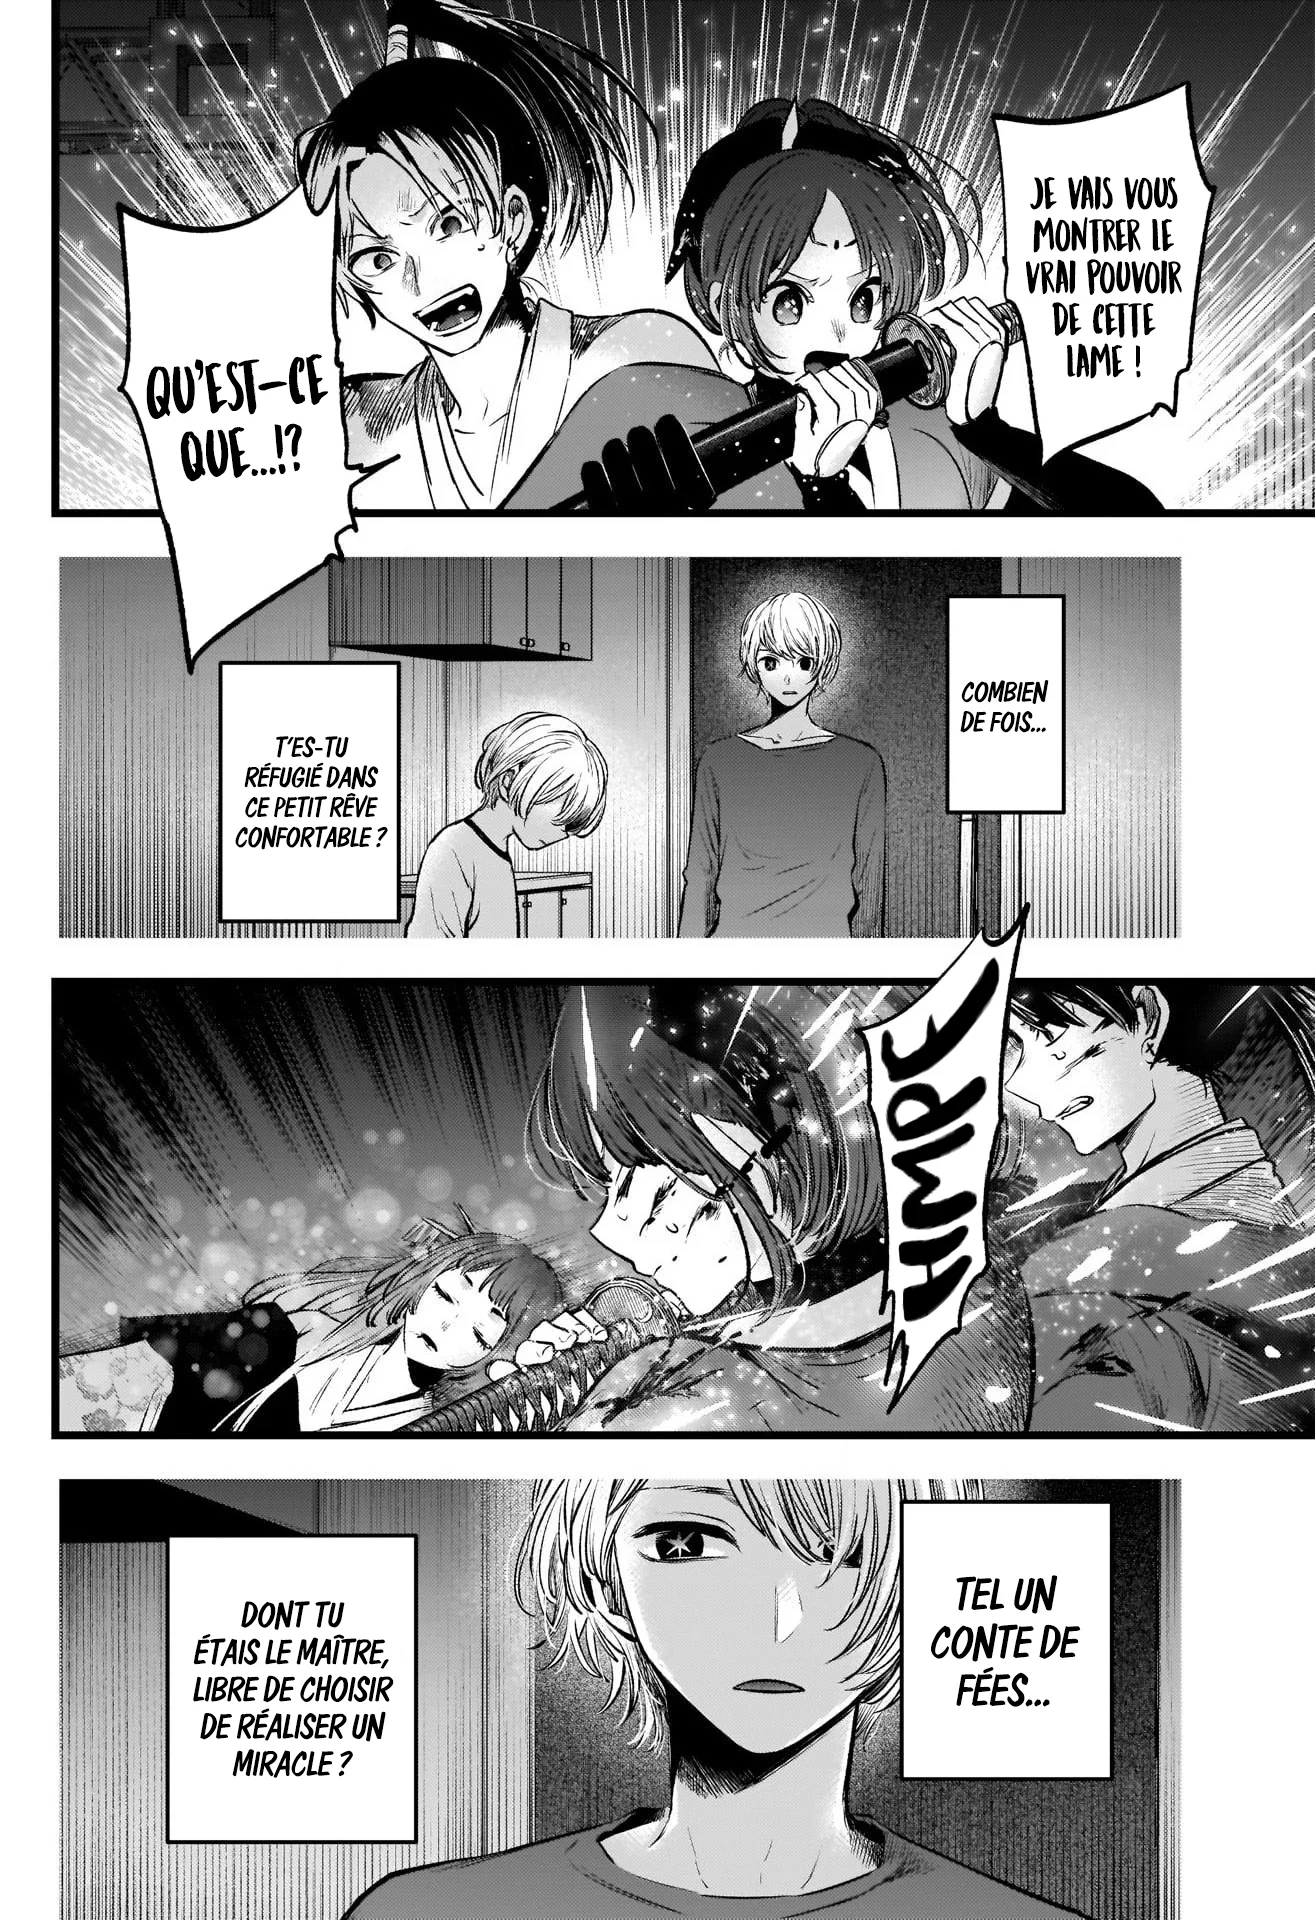 JE VAIS VOUS
MONTRER LE
VRAI POUVOIR
DE CETTE
LAME !
QU'EST-CE
QUE...!?
COMBIEN
DE FOIS...
T'ES-TU
RÉFUGIÉ DANS
CE PETIT RÊVE
CONFORTABLE ?
HMPF
TEL UN
CONTE DE
FÉES...
DONT TU
ÉTAIS LE MAÎTRE,
LIBRE DE CHOISIR
DE RÉALISER UN
MIRACLE ?